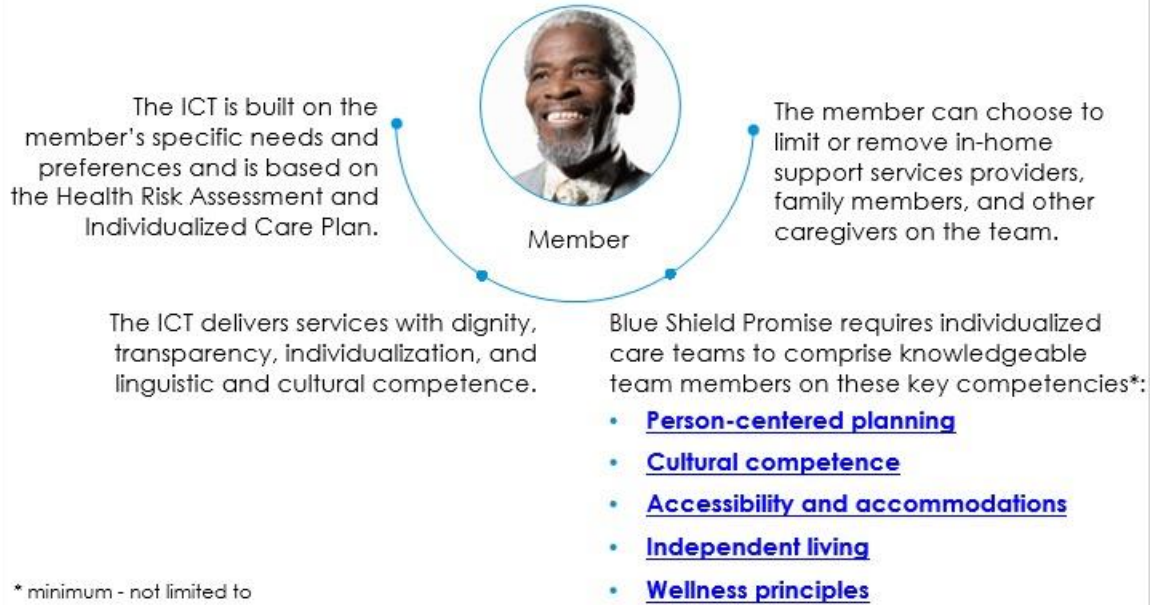 The ICT is built on the
member's specific needs and
preferences and is based on
the Health Risk Assessment and
Individualized Care Plan.
Member
The member can choose to
limit or remove in-home
support services providers,
family members, and other
caregivers on the team.
The ICT delivers services with dignity,
transparency, individualization, and
linguistic and cultural competence.
Blue Shield Promise requires individualized
care teams to comprise knowledgeable
team members on these key competencies*:
• Person-centered planning
• Cultural competence
• Accessibility and accommodations
• Independent living
• Wellness principles
* minimum - not limited to